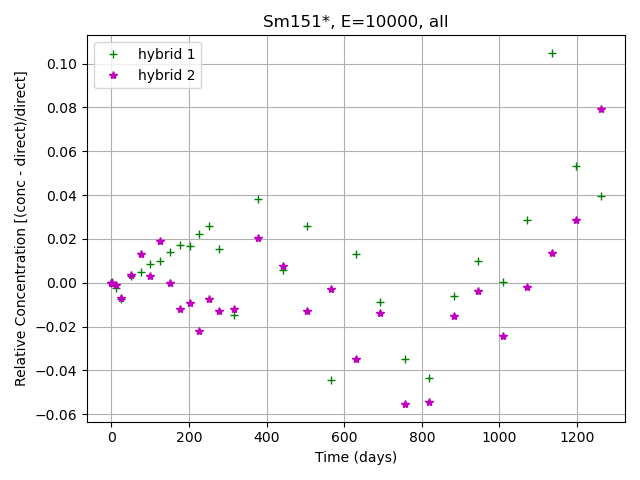 Sm151*, E=10000, all
hybrid 1
hybrid 2
Relative Concentration [(conc - direct)/direct]
0.10
0.08
0.06
0.04
0.02
0.00
−0.02
−0.04
−0.06
0 200 400 600 800 1000 1200
Time (days)